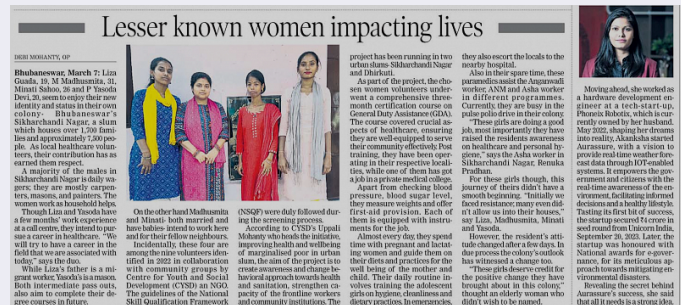 Lesser known women impacting lives
DEBI MOHANTY, OP
Bhubaneswar, March 7: Liza
Guada, 19, M Madhusmita, 31,
Minati Sahoo, 26 and P Yasoda
Devi, 20, seem to enjoy their new
identity and status in their own
colony- Bhubaneswar's
Sikharchandi Nagar, a slum
which houses over 1,700 fami-
lies and approximately 7,500 peo-
ple. As local healthcare volun-
teers, their contribution has as
earned them respect.
A majority of the males in
Sikharchandi Nagar is daily wa-
gers; they are mostly carpen-
ters, masons, and painters. The
women work as household helps.
Though Liza and Yasoda have
a few months' work experience
at a call centre, they intend to pur-
sue a career in healthcare. "We
will try to have a career in the
field that we are associated with
today," says the duo.
While Liza's father is a mi-
grant worker, Yasoda's is a mason.
Both intermediate pass outs,
also aim to complete their de-
gree courses in future.
On the other hand Madhusmita
and Minati- both married and
have babies- intend to work here
and for their fellow neighbours.
Incidentally, these four are
among the nine volunteers iden-
tified in 2022 in collaboration
with community groups by
Centre for Youth and Social
Development (CYSD) an NGO.
The guidelines of the National
Skill Qualification Framework
(NSQF) were duly followed dur-
ing the screening process.
According to CYSD's Uppali
Mohanty, who heads the initiative,
improving health and wellbeing
of marginalised poor in urban
slum, the aim of the project is to
create awareness and change be-
havioral approach towards health
and sanitation, strengthen ca-
pacity of the frontline workers
and community institutions. The
project has been running in two
urban slums- Sikharchandi Nagar
and Dhirkuti.
As part of the project, the cho-
sen women volunteers under-
went a comprehensive three-
month certification course on
General Duty Assistance (GDA).
The course covered crucial as-
pects of healthcare, ensuring
they are well-equipped to serve
their community effectively. Post
training, they have been oper-
ating in their respective locali-
ties, while one of them has got
a job in a private medical college.
Apart from checking blood
pressure, blood sugar level,
they measure weights and offer
first-aid provision. Each of
them is equipped with instru-
ments for the job.
Almost every day, they spend
time with pregnant and lactating
women and guide them on
their diets and practices for the
well being of the mother and
child. Their daily routine in-
volves training the adolescent
girls on hygiene, cleanliness and
dietary practices. In emergencies,
they also escort the locals to the
nearby hospital.
Also in their spare time, these
paramedics assist the Anganwadi
worker, ANM and Asha worker
in different programmes.
Currently, they are busy in the
pulse polio drive in the colony.
"These girls are doing a good
job, most importantly they have
raised the residents awareness
on healthcare and personal hy-
giene," says the Asha worker in
Sikharchandi Nagar, Renuka
Pradhan.
For these girls though, this
journey of theirs didn't have a
smooth beginning. "Initially we
faced resistance; many even did-
n't allow us into their houses,"
say Liza, Madhusmita, Minati
and Yasoda.
However, the resident's atti-
tude changed after a few days. In
due process the colony's outlook
has witnessed a change too.
"These girls deserve credit for
the positive change they have
brought about in this colony,"
thought an elderly woman who
didn't wish to be named.
Moving ahead, she worked as
a hardware development en-
gineer at a tech-start-up,
Phoneix Robotix, which is cur-
rently owned by her husband.
May 2022, shaping her dreams
into reality, Akanksha started
Aurassure, with a vision to
provide real-time weather fore-
cast data through IOT-enabled
systems. It empowers the gov-
ernment and citizens with the
real-time awareness of the en-
vironment, facilitating informed
decisions and a healthy lifestyle.
Tasting its first bit of success,
the startup secured ₹4 crore in
seed round from Unicorn India,
September 20, 2023. Later, the
startup was honoured with
National awards for e-gover-
nance, for its meticulous ap-
proach towards mitigating en-
vironmental disasters.
Revealing the secret behind
Aurassure's success, she said